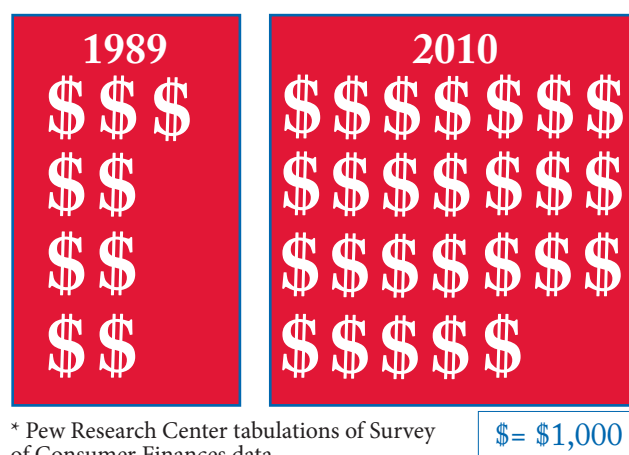 1989
$ $ $
$ $
$ $
$ $
2010
$ $ $ $ $ $ $
$ $ $ $ $ $ $
$ $ $ $ $ $ $
$ $ $ $ $
* Pew Research Center tabulations of Survey
of Consumer Finances data
$= $1,000